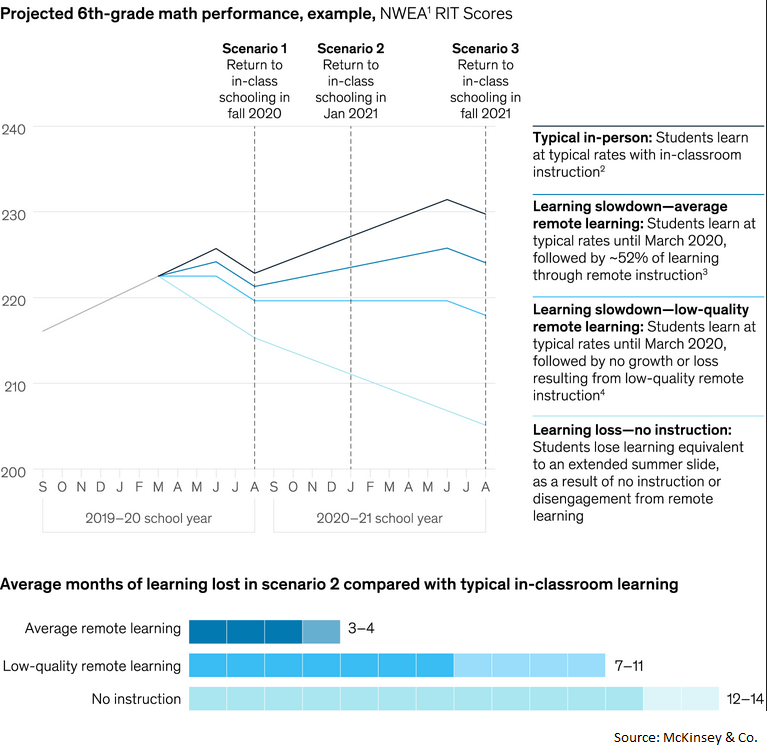 Projected 6th-grade math performance, example, NWEA¹ RIT Scores
Scenario 1
Return to
in-class
schooling in
fall 2020
Scenario 2
Return to
in-class
schooling in
Jan 2021
Scenario 3
Return to
in-class
schooling in
fall 2021
240
230
220
210
200
S O N D J F M A M J J A S O N D J F M A M J J A
2019–20 school year
2020–21 school year
Typical in-person: Students learn
at typical rates with in-classroom
instruction²
Learning slowdown—average
remote learning: Students learn at
typical rates until March 2020,
followed by ~52% of learning
through remote instruction³
Learning slowdown—low-quality
remote learning: Students learn at
typical rates until March 2020,
followed by no growth or loss
resulting from low-quality remote
instruction⁴
Learning loss—no instruction:
Students lose learning equivalent
to an extended summer slide,
as a result of no instruction or
disengagement from remote
learning
Average months of learning lost in scenario 2 compared with typical in-classroom learning
Average remote learning 3–4
Low-quality remote learning 7–11
No instruction 12–14
Source: McKinsey & Co.